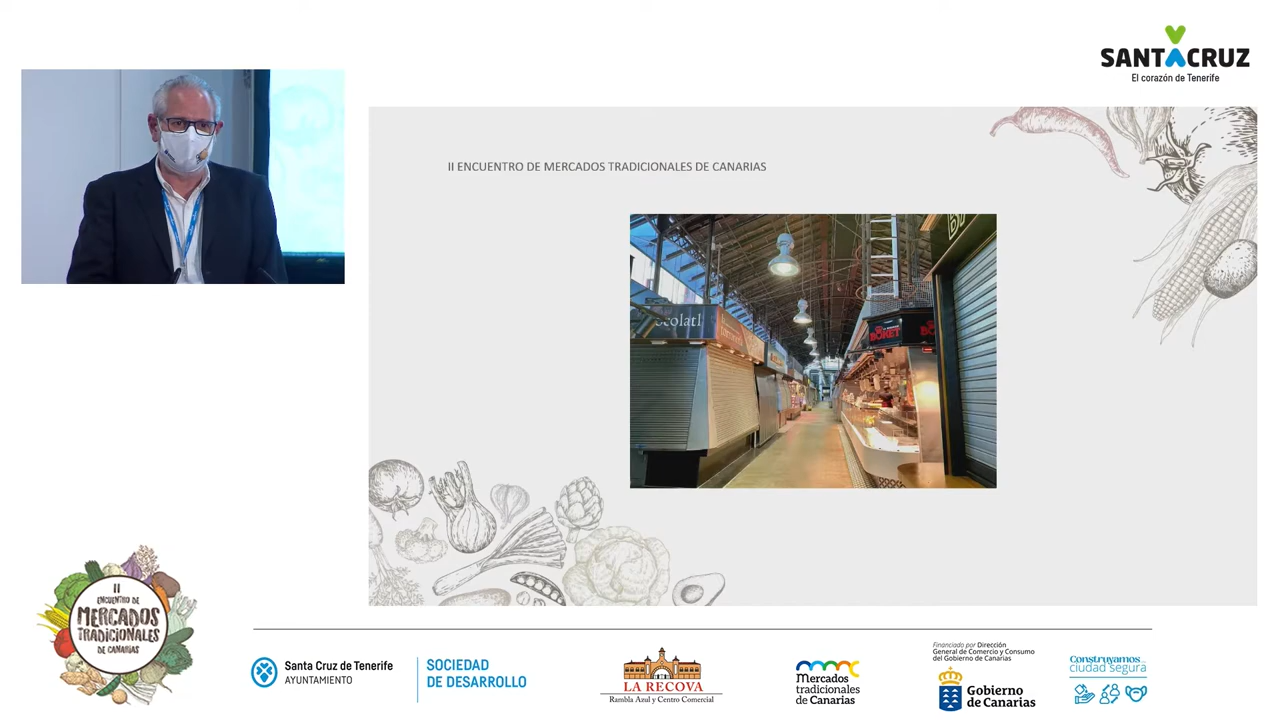 SANTACRUZ
El corazón de Tenerife
II ENCUENTRO DE MERCADOS TRADICIONALES DE CANARIAS
ocolatl
BOKET
II
ENCUENTRO DE
MERCADOS
TRADICIONALES
DE CANARIAS
Santa Cruz de Tenerife
AYUNTAMIENTO
SOCIEDAD
DE DESARROLLO
LA RECOVA
Rambla Azul y Centro Comercial
Mercados
tradicionales
de Canarias
Financiado por Dirección
General de Comercio y Consumo
del Gobierno de Canarias
Gobierno
de Canarias
Construyamos
ciudad segura